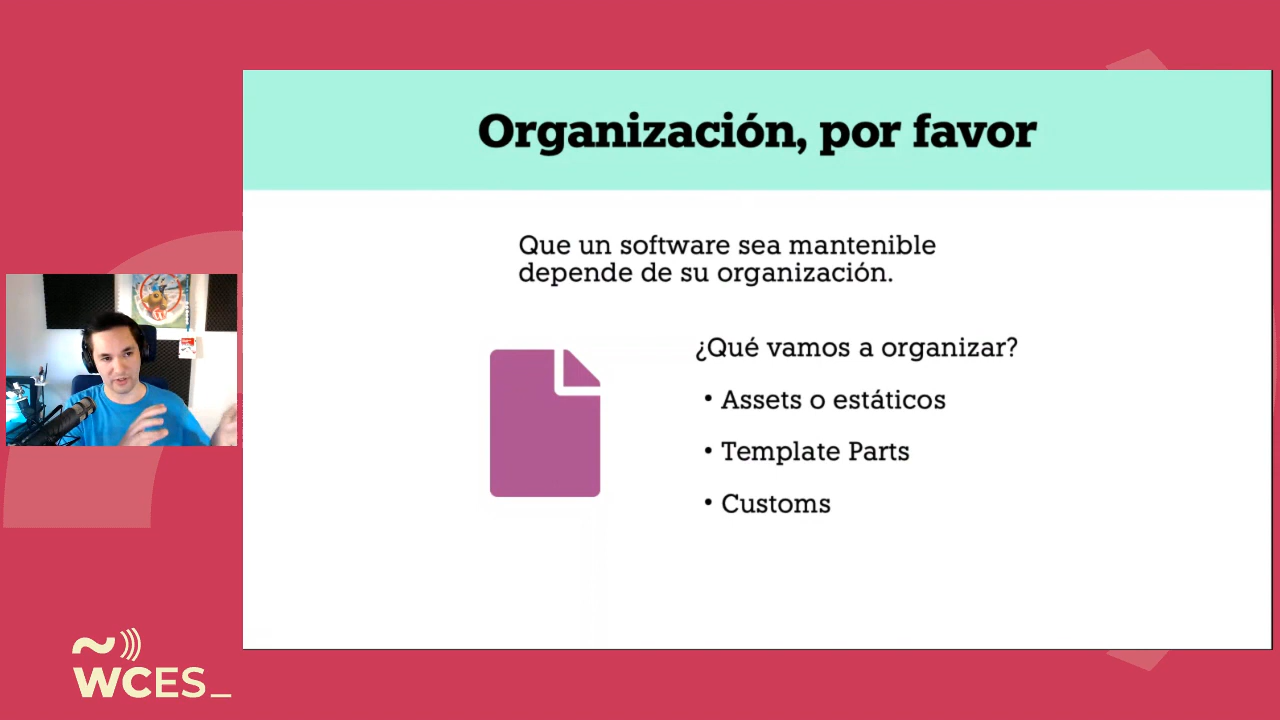 Organización, por favor
Que un software sea mantenible
depende de su organización.
¿Qué vamos a organizar?
• Assets o estáticos
• Template Parts
• Customs
WCES_